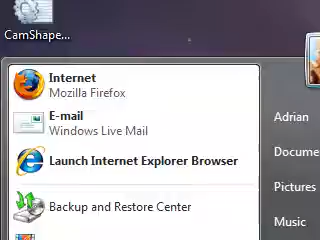 CamShape...
Internet
Mozilla Firefox
E-mail
Windows Live Mail
Launch Internet Explorer Browser
Backup and Restore Center
Adrian
Docume
Pictures
Music